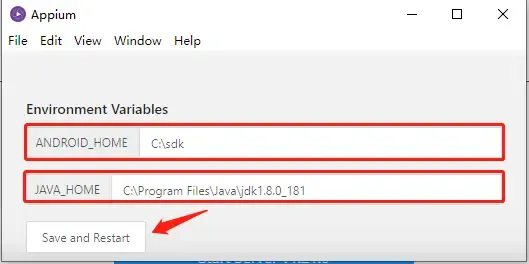 Appium
File Edit View Window Help
Environment Variables
ANDROID_HOME C:\sdk
JAVA_HOME C:\Program Files\Java\jdk1.8.0_181
Save and Restart